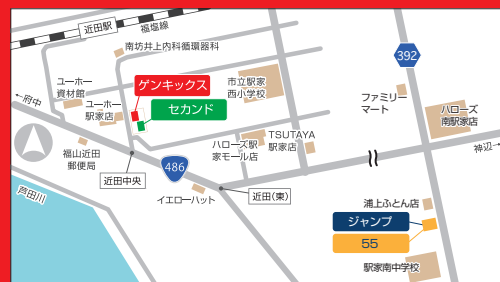 近田駅
福塩線
南坊井上内科循環器科
392
ユーホー
資材館
ゲンキックス
市立駅家
西小学校
←府中
ユーホー
駅家店
セカンド
ファミリー
マート
ハローズ
南駅家店
TSUTAYA
駅家店
ハローズ駅
家モール店
神辺→
福山近田
郵便局
486
近田中央
イエローハット
近田(東)
芦田川
浦上ふとん店
ジャンプ
55
駅家南中学校